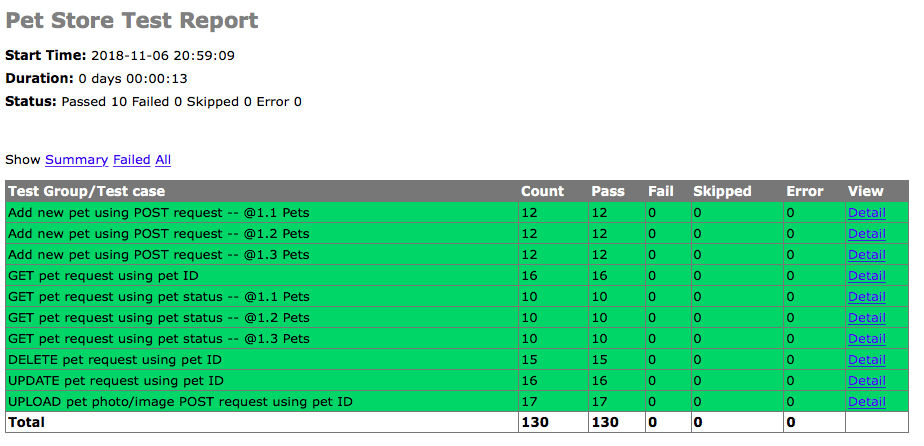 Pet Store Test Report
Start Time: 2018-11-06 20:59:09
Duration: 0 days 00:00:13
Status: Passed 10 Failed 0 Skipped 0 Error 0
Show Summary Failed All
Test Group/Test case Count Pass Fail Skipped Error View
Add new pet using POST request -- @1.1 Pets 12 12 0 0 0 Detail
Add new pet using POST request -- @1.2 Pets 12 12 0 0 0 Detail
Add new pet using POST request -- @1.3 Pets 12 12 0 0 0 Detail
GET pet request using pet ID 16 16 0 0 0 Detail
GET pet request using pet status -- @1.1 Pets 10 10 0 0 0 Detail
GET pet request using pet status -- @1.2 Pets 10 10 0 0 0 Detail
GET pet request using pet status -- @1.3 Pets 10 10 0 0 0 Detail
DELETE pet request using pet ID 15 15 0 0 0 Detail
UPDATE pet request using pet ID 16 16 0 0 0 Detail
UPLOAD pet photo/image POST request using pet ID 17 17 0 0 0 Detail
Total 130 130 0 0 0